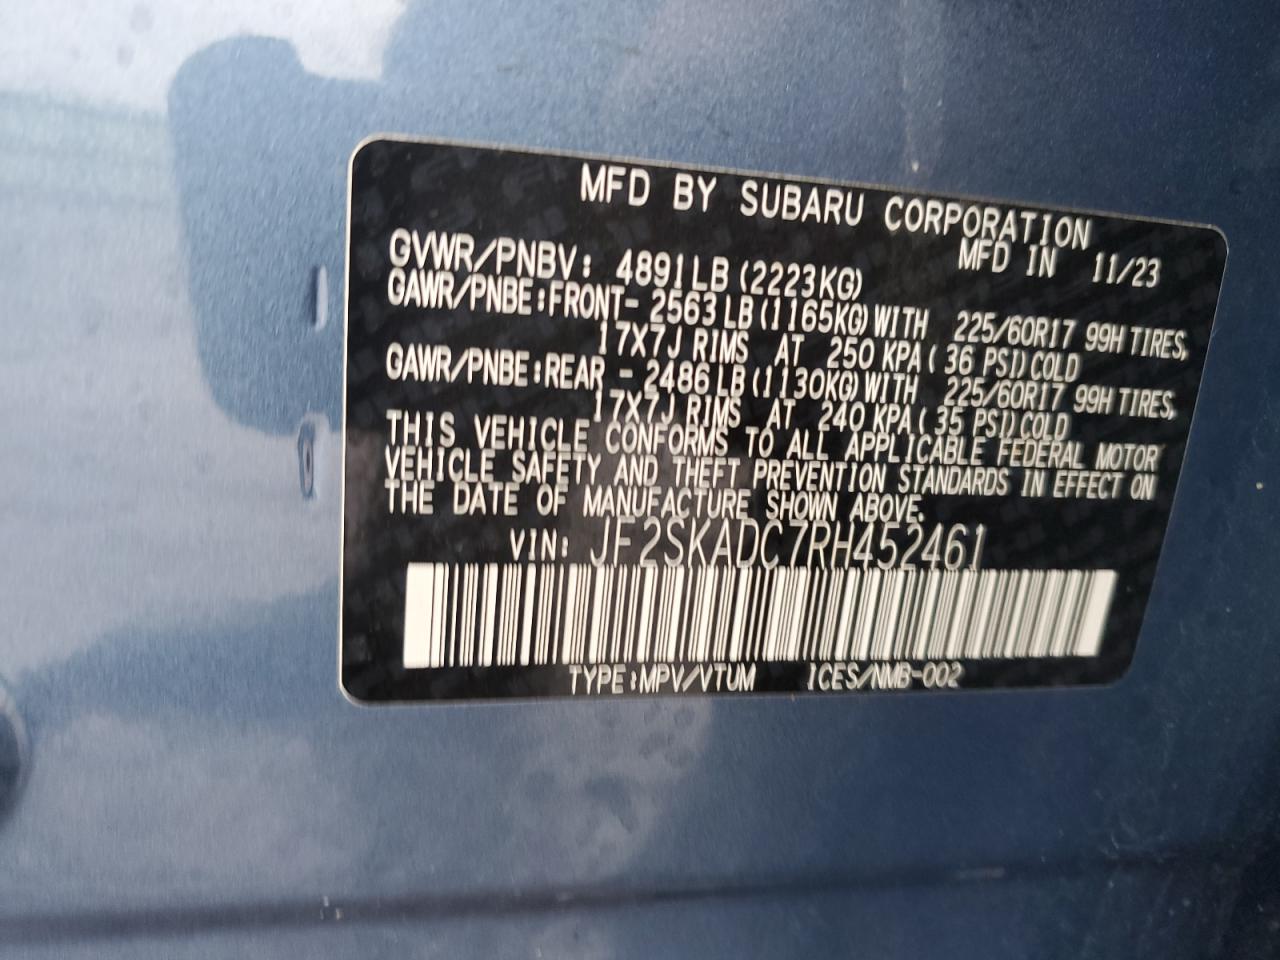 MFD BY SUBARU CORPORATION
MFD IN 11/23
GVWR/PNBV: 4891LB (2223KG)
GAWR/PNBE:FRONT- 2563 LB (1165KG) WITH 225/60R17 99H TIRES,
17X7J RIMS AT 250 KPA ( 36 PSI) COLD
GAWR/PNBE:REAR - 2486 LB (1130KG) WITH 225/60R17 99H TIRES,
17X7J RIMS AT 240 KPA ( 35 PSI) COLD
THIS VEHICLE CONFORMS TO ALL APPLICABLE FEDERAL MOTOR
VEHICLE SAFETY AND THEFT PREVENTION STANDARDS IN EFFECT ON
THE DATE OF MANUFACTURE SHOWN ABOVE.
VIN: JF2SKADC7RH452461
TYPE:MPV/VTUM ICES/NMB-002